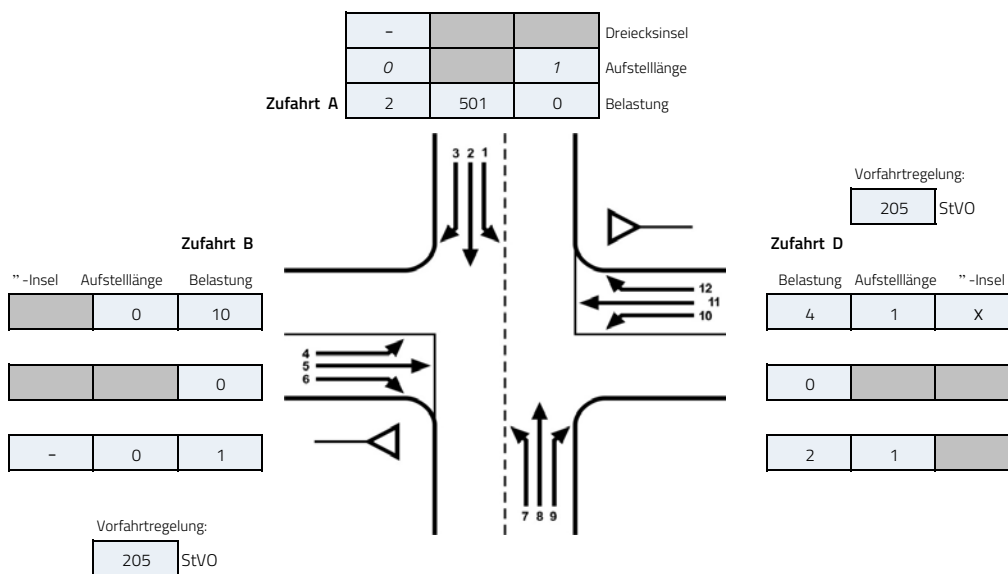 - Dreiecksinsel
0 1 Aufstelllänge
Zufahrt A 2 501 0 Belastung
3 2 1
Vorfahrtregelung:
205 StVO
Zufahrt B
Zufahrt D
”-Insel Aufstelllänge Belastung
Belastung Aufstelllänge ”-Insel
0 10
12
11
10
4 1 X
4
5
6
0
0
- 0 1
2 1
7 8 9
Vorfahrtregelung:
205 StVO